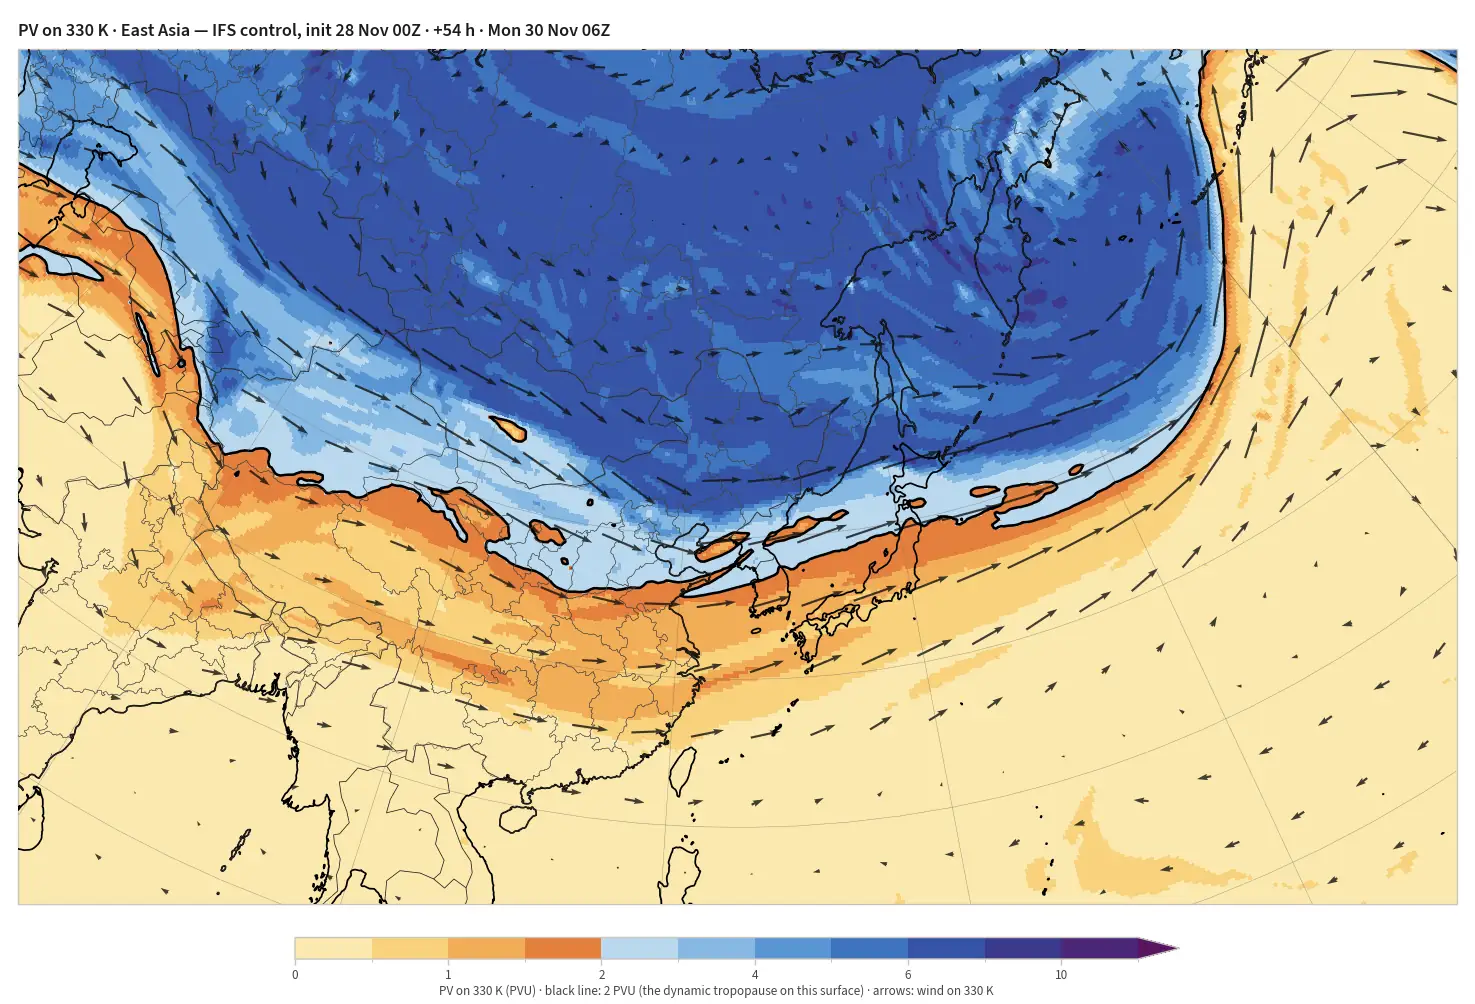 PV on 330 K · East Asia — IFS control, init 28 Nov 00Z · +54 h · Mon 30 Nov 06Z
0 1 2 4 6 10
PV on 330 K (PVU) · black line: 2 PVU (the dynamic tropopause on this surface) · arrows: wind on 330 K